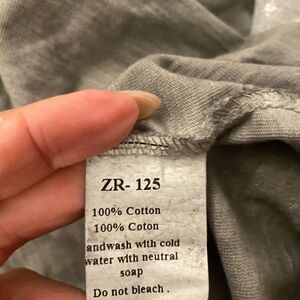 ZR- 125
100% Cotton
100% Coton
andwash with cold
water with neutral
soap
Do not bleach .